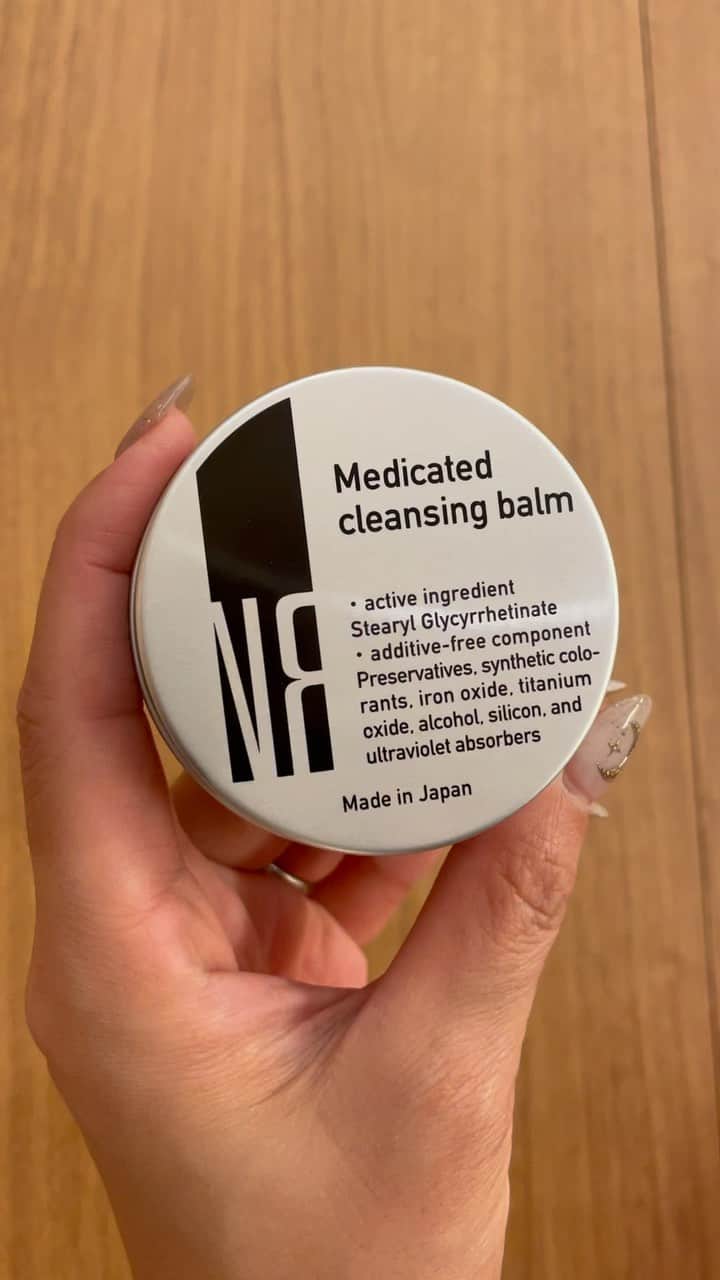 Medicated
cleansing balm
• active ingredient
Stearyl Glycyrrhetinate
• additive-free component
Preservatives, synthetic colo-
rants, iron oxide, titanium
oxide, alcohol, silicon, and
ultraviolet absorbers
Made in Japan